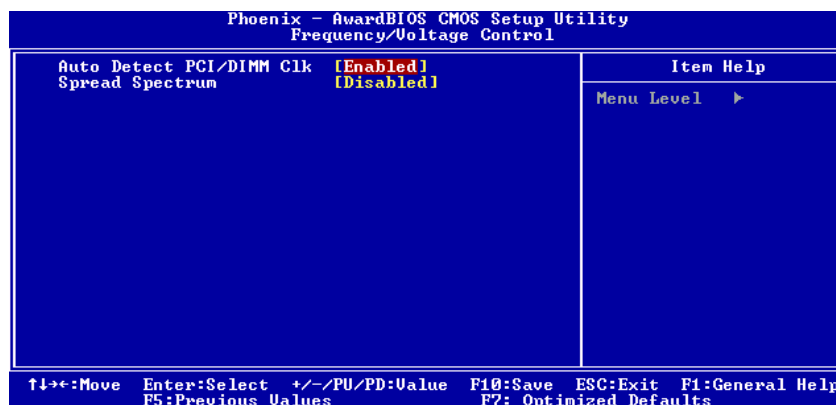 Phoenix - AwardBIOS CMOS Setup Utility
Frequency/Voltage Control
Auto Detect PCI/DIMM Clk [Enabled]
Spread Spectrum [Disabled]
Item Help
Menu Level ▸
↑↓→←:Move Enter:Select +/-/PU/PD:Value F10:Save ESC:Exit F1:General Help
F5:Previous Values F7: Optimized Defaults